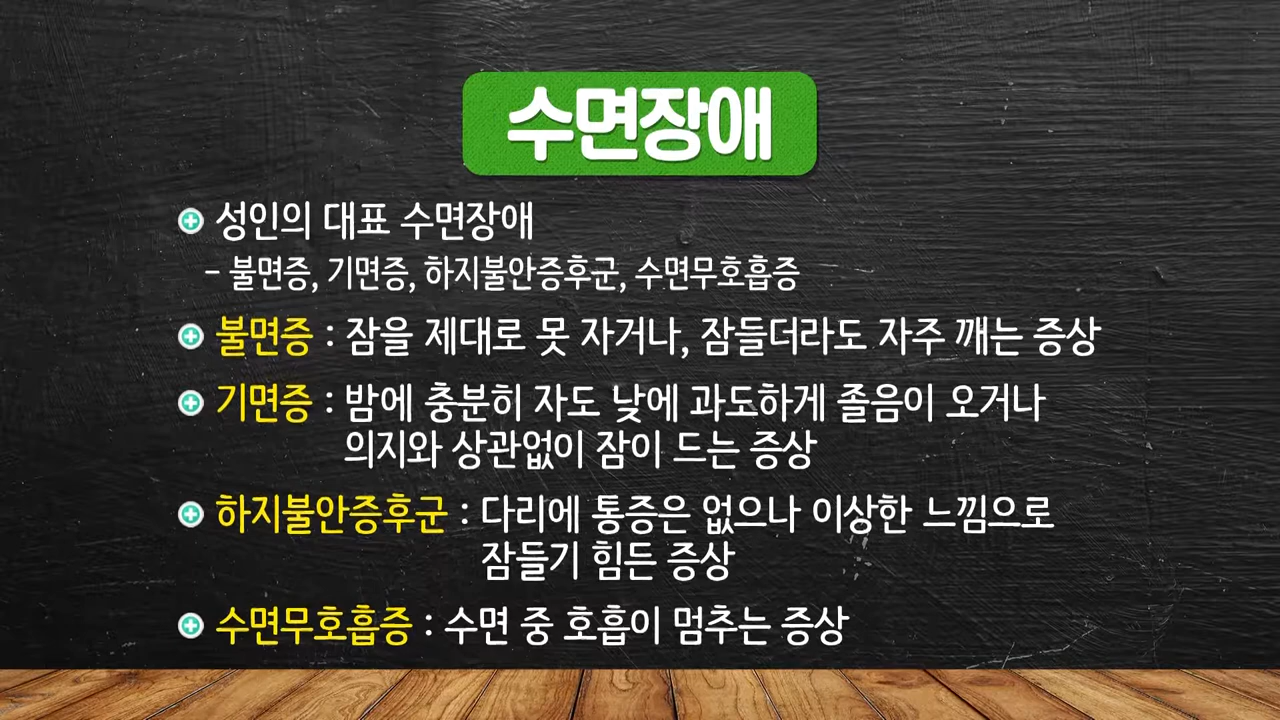 수면장애
성인의 대표 수면장애
- 불면증, 기면증, 하지불안증후군, 수면무호흡증
불면증 : 잠을 제대로 못 자거나, 잠들더라도 자주 깨는 증상
기면증 : 밤에 충분히 자도 낮에 과도하게 졸음이 오거나
의지와 상관없이 잠이 드는 증상
하지불안증후군 : 다리에 통증은 없으나 이상한 느낌으로
잠들기 힘든 증상
수면무호흡증 : 수면 중 호흡이 멈추는 증상